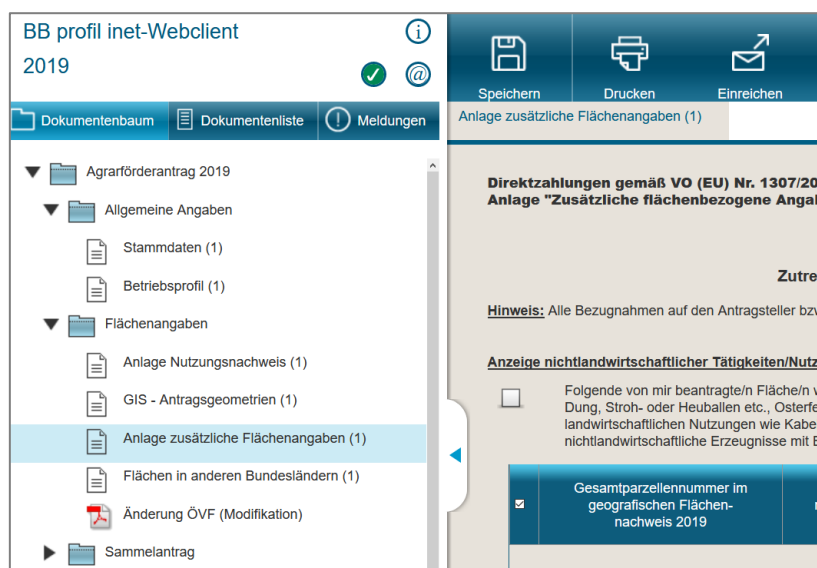 BB profil inet-Webclient
2019
Dokumentenbaum
Dokumentenliste
Meldungen
Agrarförderantrag 2019
Allgemeine Angaben
Stammdaten (1)
Betriebsprofil (1)
Flächenangaben
Anlage Nutzungsnachweis (1)
GIS - Antragsgeometrien (1)
Anlage zusätzliche Flächenangaben (1)
Flächen in anderen Bundesländern (1)
Änderung ÖVF (Modifikation)
Sammelantrag
Speichern
Drucken
Einreichen
Anlage zusätzliche Flächenangaben (1)
Direktzahlungen gemäß VO (EU) Nr. 1307/20
Anlage "Zusätzliche flächenbezogene Anga
Zutre
Hinweis: Alle Bezugnahmen auf den Antragsteller bzw
Anzeige nichtlandwirtschaftlicher Tätigkeiten/Nutz
Folgende von mir beantragte/n Fläche/n w
Dung, Stroh- oder Heuballen etc., Osterfe
landwirtschaftlichen Nutzungen wie Kabe
nichtlandwirtschaftliche Erzeugnisse mit E
Gesamtparzellennummer im
geografischen Flächen-
nachweis 2019